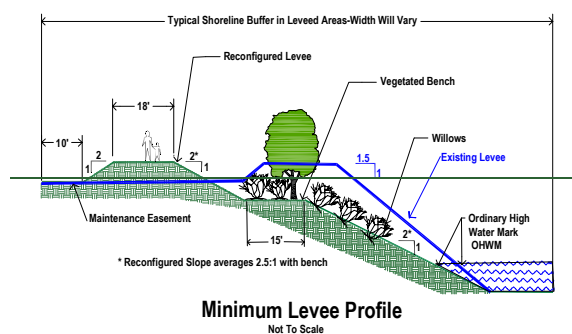 Typical Shoreline Buffer in Leveed Areas-Width Will Vary
Reconfigured Levee
Vegetated Bench
18'
10'
2
1
2*
1
1.5
1
Willows
Existing Levee
Maintenance Easement
Ordinary High
Water Mark
OHWM
15'
2*
1
* Reconfigured Slope averages 2.5:1 with bench
Minimum Levee Profile
Not To Scale